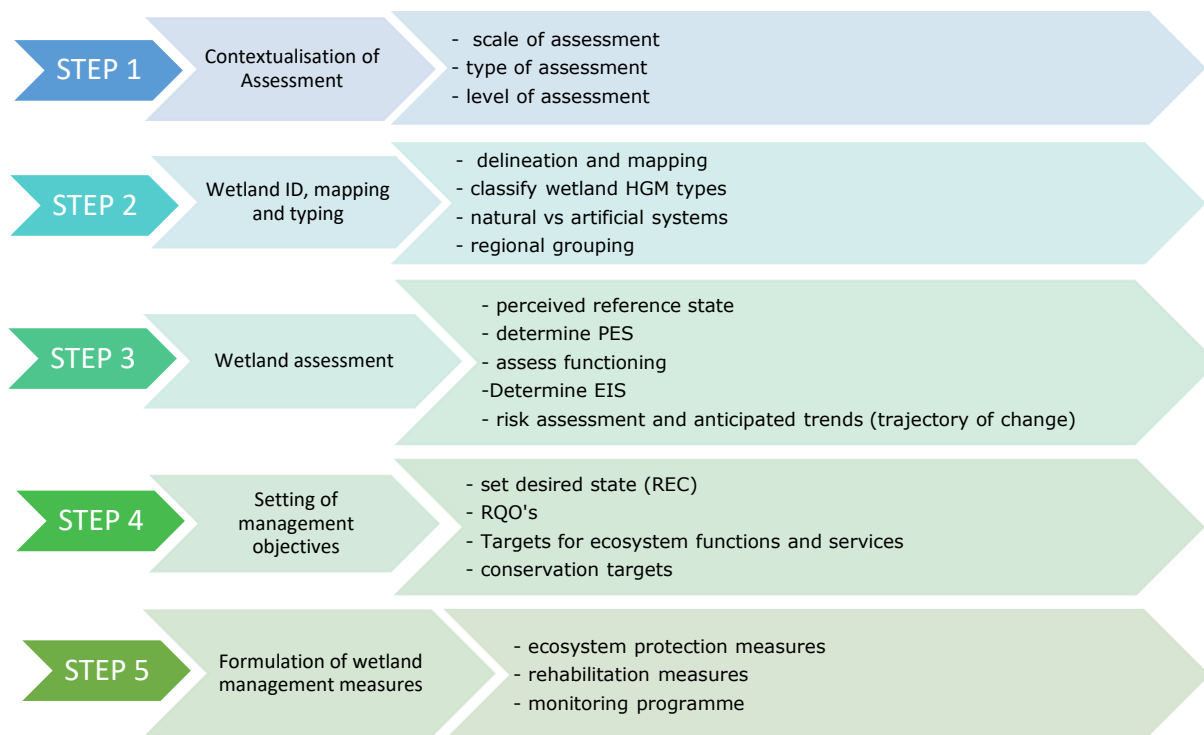 STEP 1
Contextualisation of
Assessment
- scale of assessment
- type of assessment
- level of assessment
STEP 2
Wetland ID, mapping
and typing
- delineation and mapping
- classify wetland HGM types
- natural vs artificial systems
- regional grouping
STEP 3
Wetland assessment
- perceived reference state
- determine PES
- assess functioning
-Determine EIS
- risk assessment and anticipated trends (trajectory of change)
STEP 4
Setting of
management
objectives
- set desired state (REC)
- RQO's
- Targets for ecosystem functions and services
- conservation targets
STEP 5
Formulation of wetland
management measures
- ecosystem protection measures
- rehabilitation measures
- monitoring programme